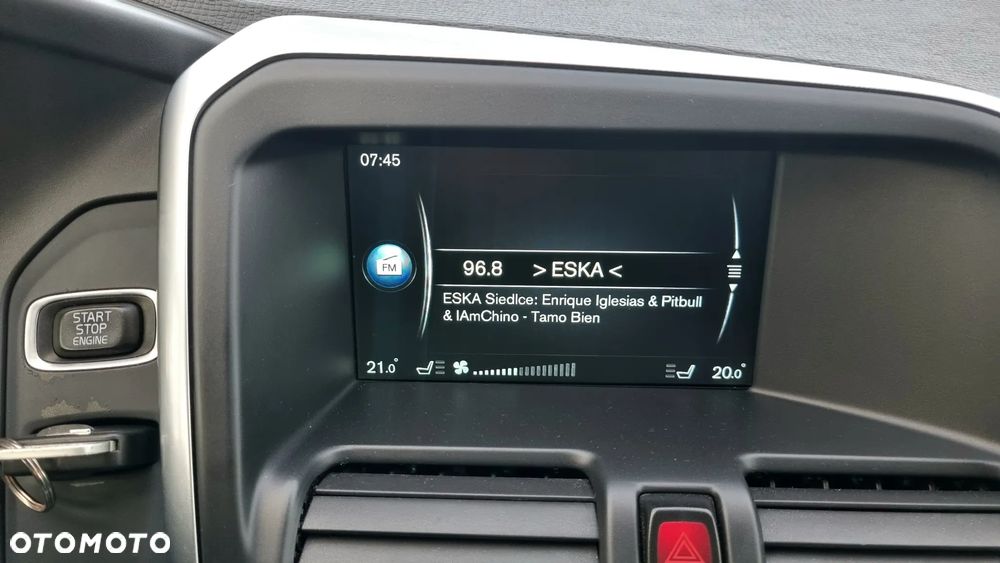 07:45
FM
96.8 > ESKA <
ESKA Siedlce: Enrique Iglesias & Pitbull
& IAmChino - Tamo Bien
21.0°
20.0°
START
STOP
ENGINE
OTOMOTO